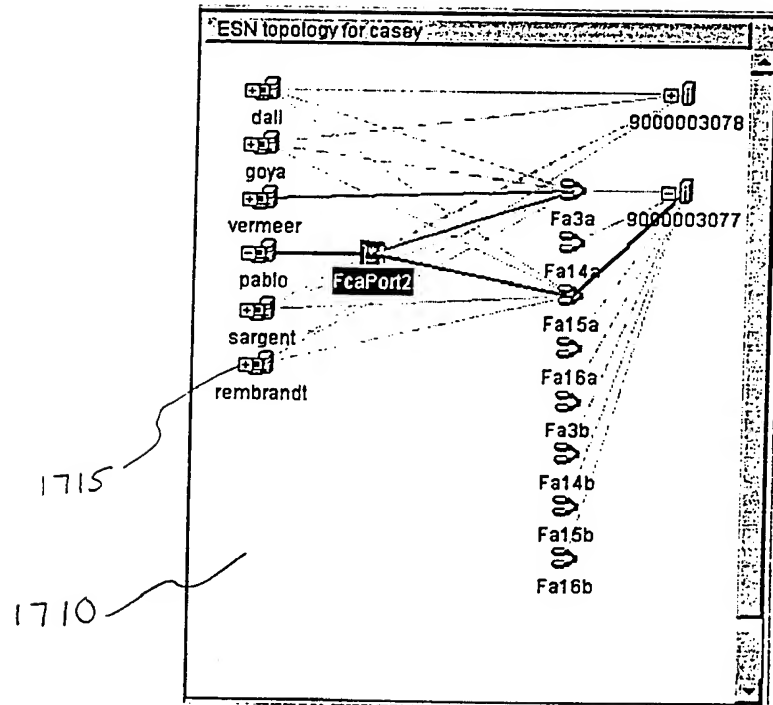 ESN topology for casey
dali
9000003078
goya
vermeer
Fa3a
9000003077
pablo
FcaPort2
Fa14a
sargent
Fa15a
rembrandt
Fa16a
Fa3b
1715
Fa14b
Fa15b
Fa16b
1710